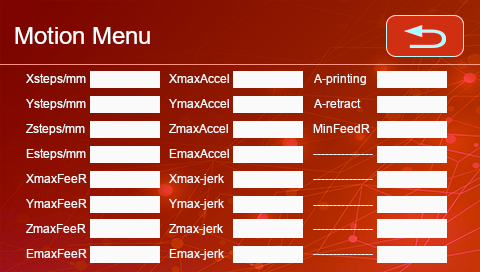 Motion Menu
Xsteps/mm XmaxAccel A-printing
Ysteps/mm YmaxAccel A-retract
Zsteps/mm ZmaxAccel MinFeedR
Esteps/mm EmaxAccel ---------------
XmaxFeeR Xmax-jerk ---------------
YmaxFeeR Ymax-jerk ---------------
ZmaxFeeR Zmax-jerk ---------------
EmaxFeeR Emax-jerk ---------------